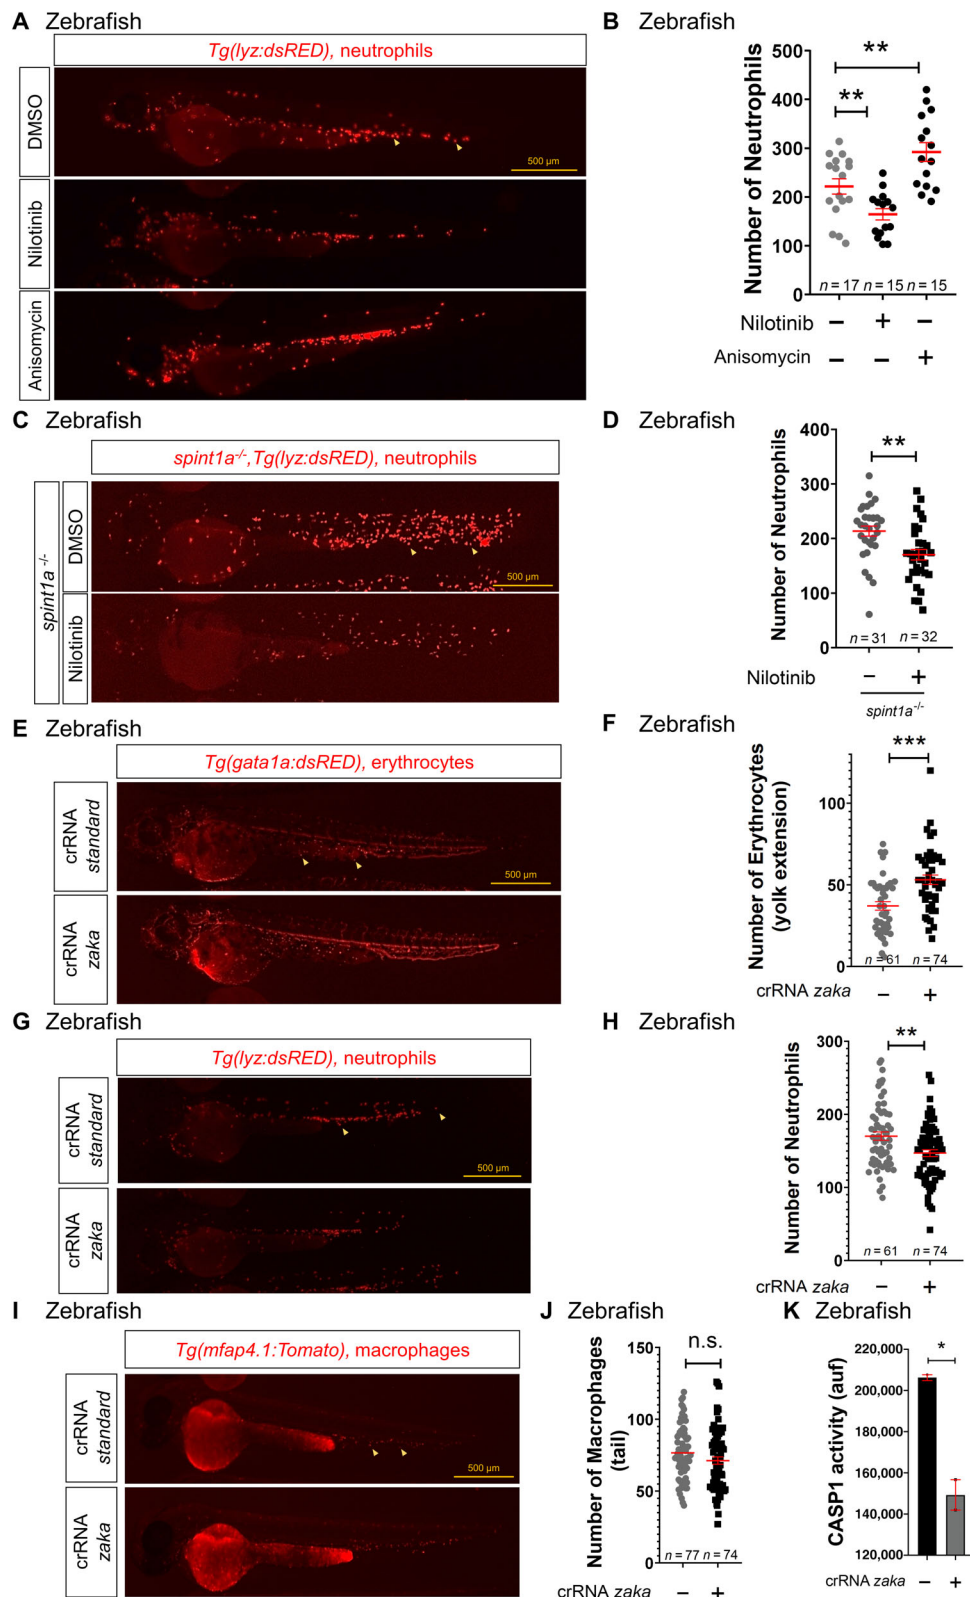 A Zebrafish
Tg(lyz:dsRED), neutrophils
DMSO
500 µm
Nilotinib
Anisomycin
B Zebrafish
Number of Neutrophils
500
400
300
200
100
0
**
**
n = 17 n = 15 n = 15
Nilotinib − + −
Anisomycin − − +
C Zebrafish
spint1a-/-,Tg(lyz:dsRED), neutrophils
spint1a-/-
DMSO
500 µm
Nilotinib
D Zebrafish
Number of Neutrophils
400
300
200
100
0
**
n = 31 n = 32
Nilotinib − +
spint1a-/-
E Zebrafish
Tg(gata1a:dsRED), erythrocytes
crRNA
standard
500 µm
crRNA
zaka
F Zebrafish
Number of Erythrocytes
(yolk extension)
100
50
0
***
n = 61 n = 74
crRNA zaka − +
G Zebrafish
Tg(lyz:dsRED), neutrophils
crRNA
standard
500 µm
crRNA
zaka
H Zebrafish
Number of Neutrophils
300
200
100
0
**
n = 61 n = 74
crRNA zaka − +
I Zebrafish
Tg(mfap4.1:Tomato), macrophages
crRNA
standard
500 µm
crRNA
zaka
J Zebrafish
Number of Macrophages
(tail)
150
100
50
0
n.s.
n = 77 n = 74
crRNA zaka − +
K Zebrafish
CASP1 activity (auf)
220,000
200,000
180,000
160,000
140,000
120,000
*
crRNA zaka − +